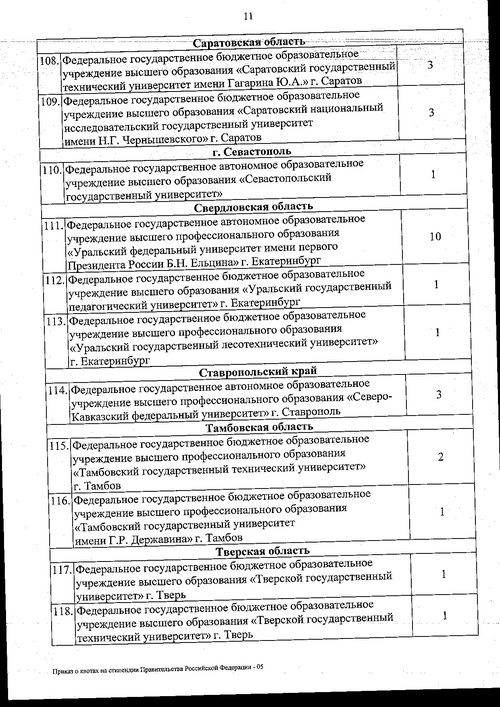 11
Саратовская область
108. Федеральное государственное бюджетное образовательное
учреждение высшего образования «Саратовский государственный
технический университет имени Гагарина Ю.А.» г. Саратов
3
109. Федеральное государственное бюджетное образовательное
учреждение высшего образования «Саратовский национальный
исследовательский государственный университет
имени Н.Г. Чернышевского» г. Саратов
3
г. Севастополь
110. Федеральное государственное автономное образовательное
учреждение высшего образования «Севастопольский
государственный университет»
1
Свердловская область
111. Федеральное государственное автономное образовательное
учреждение высшего профессионального образования
«Уральский федеральный университет имени первого
Президента России Б.Н. Ельцина» г. Екатеринбург
10
112. Федеральное государственное бюджетное образовательное
учреждение высшего образования «Уральский государственный
педагогический университет» г. Екатеринбург
1
113. Федеральное государственное бюджетное образовательное
учреждение высшего профессионального образования
«Уральский государственный лесотехнический университет»
г. Екатеринбург
1
Ставропольский край
114. Федеральное государственное автономное образовательное
учреждение высшего профессионального образования «Северо-
Кавказский федеральный университет» г. Ставрополь
3
Тамбовская область
115. Федеральное государственное бюджетное образовательное
учреждение высшего профессионального образования
«Тамбовский государственный технический университет»
г. Тамбов
2
116. Федеральное государственное бюджетное образовательное
учреждение высшего профессионального образования
«Тамбовский государственный университет
имени Г.Р. Державина» г. Тамбов
1
Тверская область
117. Федеральное государственное бюджетное образовательное
учреждение высшего образования «Тверской государственный
университет» г. Тверь
1
118. Федеральное государственное бюджетное образовательное
учреждение высшего образования «Тверской государственный
технический университет» г. Тверь
1
Приказ о квотах на стипендии Правительства Российской Федерации - 05